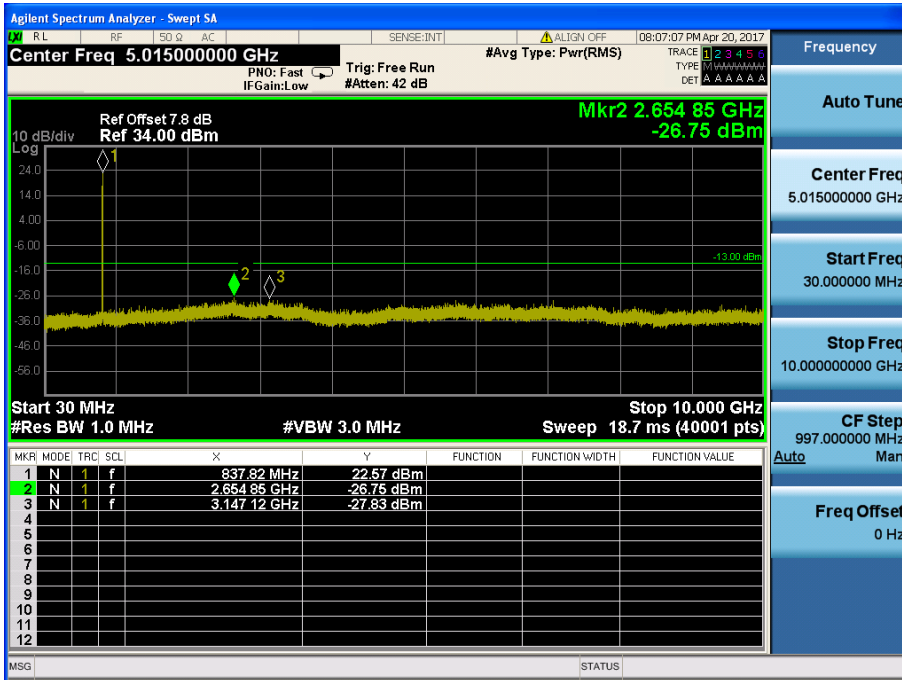 Agilent Spectrum Analyzer - Swept SA
LXI RL RF 50 Ω AC SENSE:INT ALIGN OFF 08:07:07 PM Apr 20, 2017
Center Freq 5.015000000 GHz #Avg Type: Pwr(RMS) TRACE 1 2 3 4 5 6
PNO: Fast Trig: Free Run TYPE M WWWWW
IFGain:Low #Atten: 42 dB DET A A A A A A
Frequency
Mkr2 2.654 85 GHz
-26.75 dBm
Ref Offset 7.8 dB
10 dB/div Ref 34.00 dBm
Log
1
24.0
14.0
4.00
-6.00
-13.00 dBm
-16.0
2 3
-26.0
-36.0
-46.0
-56.0
Start 30 MHz Stop 10.000 GHz
#Res BW 1.0 MHz #VBW 3.0 MHz Sweep 18.7 ms (40001 pts)
MKR MODE TRC SCL X Y FUNCTION FUNCTION WIDTH FUNCTION VALUE
1 N 1 f 837.82 MHz 22.57 dBm
2 N 1 f 2.654 85 GHz -26.75 dBm
3 N 1 f 3.147 12 GHz -27.83 dBm
4
5
6
7
8
9
10
11
12
MSG STATUS
Auto Tune
Center Freq
5.015000000 GHz
Start Freq
30.000000 MHz
Stop Freq
10.000000000 GHz
CF Step
997.000000 MHz
Auto Man
Freq Offset
0 Hz